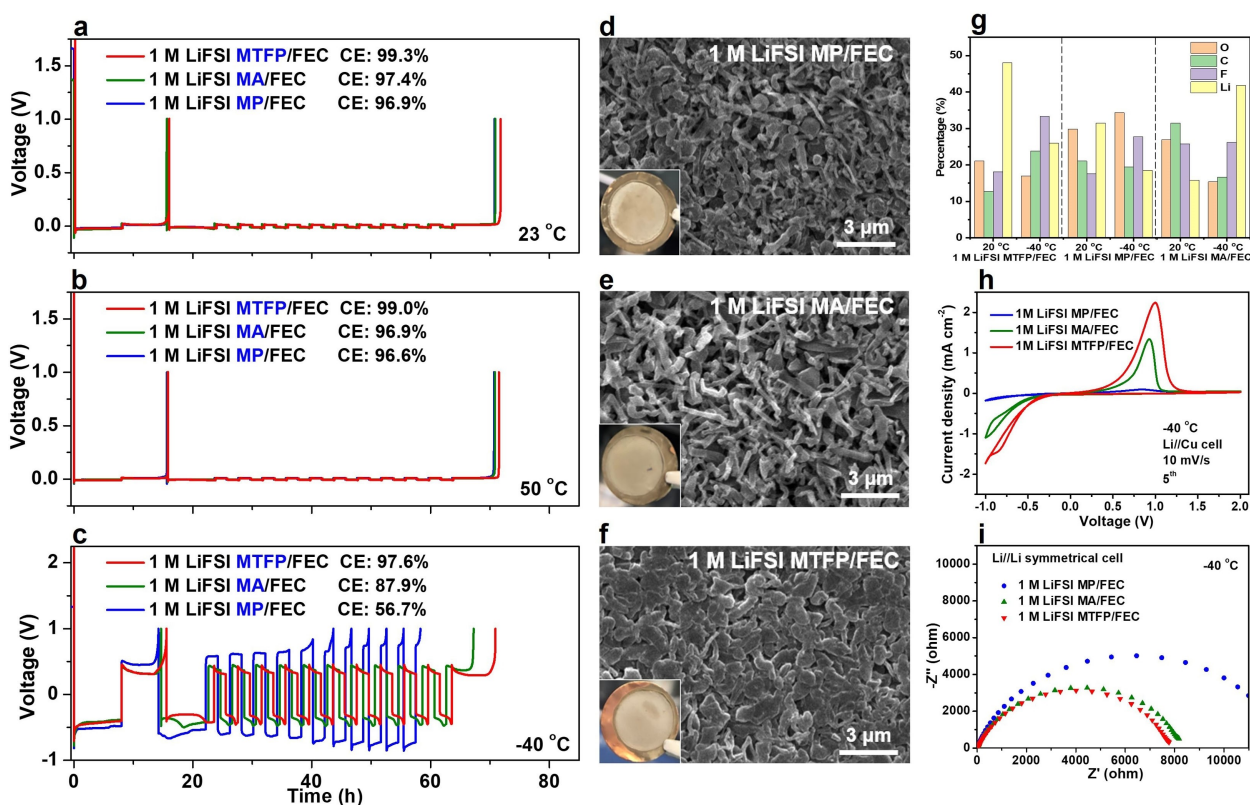 a
1.5
1.0
0.5
0.0
Voltage (V)
1 M LiFSI MTFP/FEC CE: 99.3%
1 M LiFSI MA/FEC CE: 97.4%
1 M LiFSI MP/FEC CE: 96.9%
23 °C
b
1.5
1.0
0.5
0.0
Voltage (V)
1 M LiFSI MTFP/FEC CE: 99.0%
1 M LiFSI MA/FEC CE: 96.9%
1 M LiFSI MP/FEC CE: 96.6%
50 °C
c
2
1
0
-1
Voltage (V)
1 M LiFSI MTFP/FEC CE: 97.6%
1 M LiFSI MA/FEC CE: 87.9%
1 M LiFSI MP/FEC CE: 56.7%
-40 °C
0 20 40 60 80
Time (h)
d
1 M LiFSI MP/FEC
3 μm
e
1 M LiFSI MA/FEC
3 μm
f
1 M LiFSI MTFP/FEC
3 μm
g
50
40
30
20
10
0
Percentage (%)
O
C
F
Li
20 °C -40 °C 20 °C -40 °C 20 °C -40 °C
1 M LiFSI MTFP/FEC 1 M LiFSI MP/FEC 1 M LiFSI MA/FEC
h
2
1
0
-1
-2
Current density (mA cm-2)
1M LiFSI MP/FEC
1M LiFSI MA/FEC
1M LiFSI MTFP/FEC
-40 °C
Li//Cu cell
10 mV/s
5th
-1.0 -0.5 0.0 0.5 1.0 1.5 2.0
Voltage (V)
i
10000
8000
6000
4000
2000
0
-Z'' (ohm)
Li//Li symmetrical cell
-40 °C
1 M LiFSI MP/FEC
1 M LiFSI MA/FEC
1 M LiFSI MTFP/FEC
0 2000 4000 6000 8000 10000
Z' (ohm)